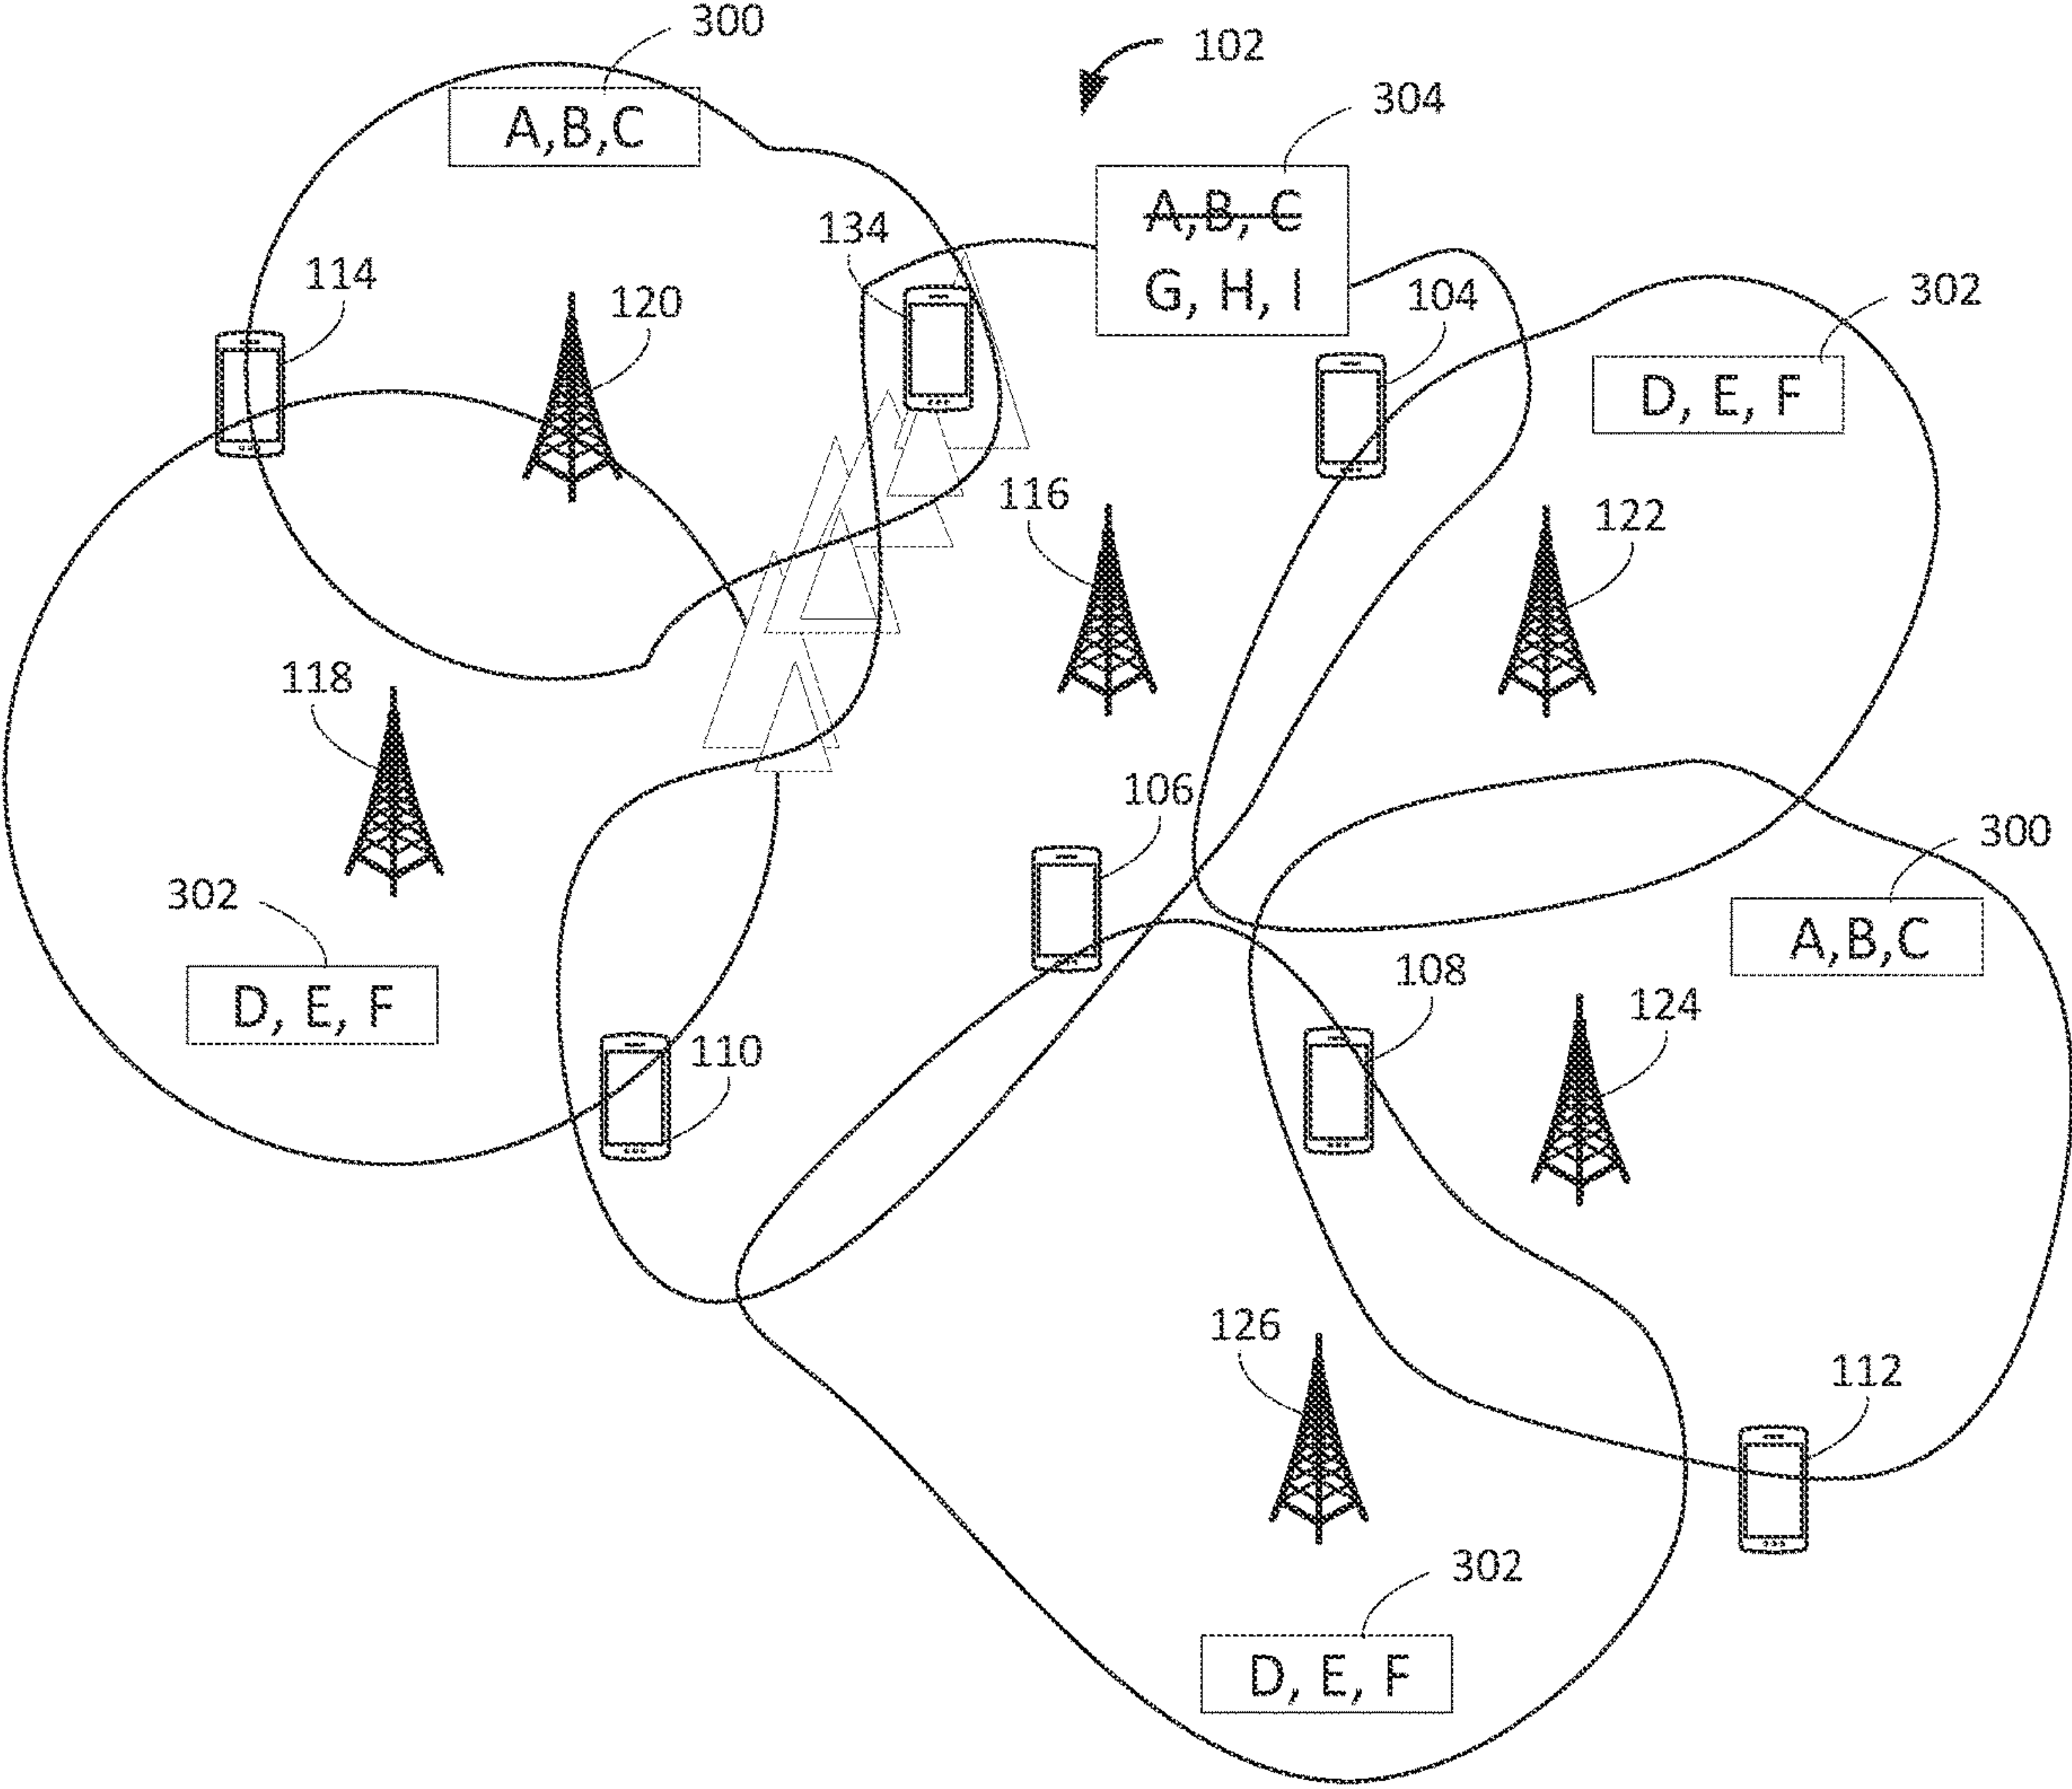 300
102
304
A,B,C
A,B, C
G, H, I
134
114
120
104
302
D, E, F
116
122
118
106
300
A,B,C
302
D, E, F
108
124
110
126
112
302
D, E, F